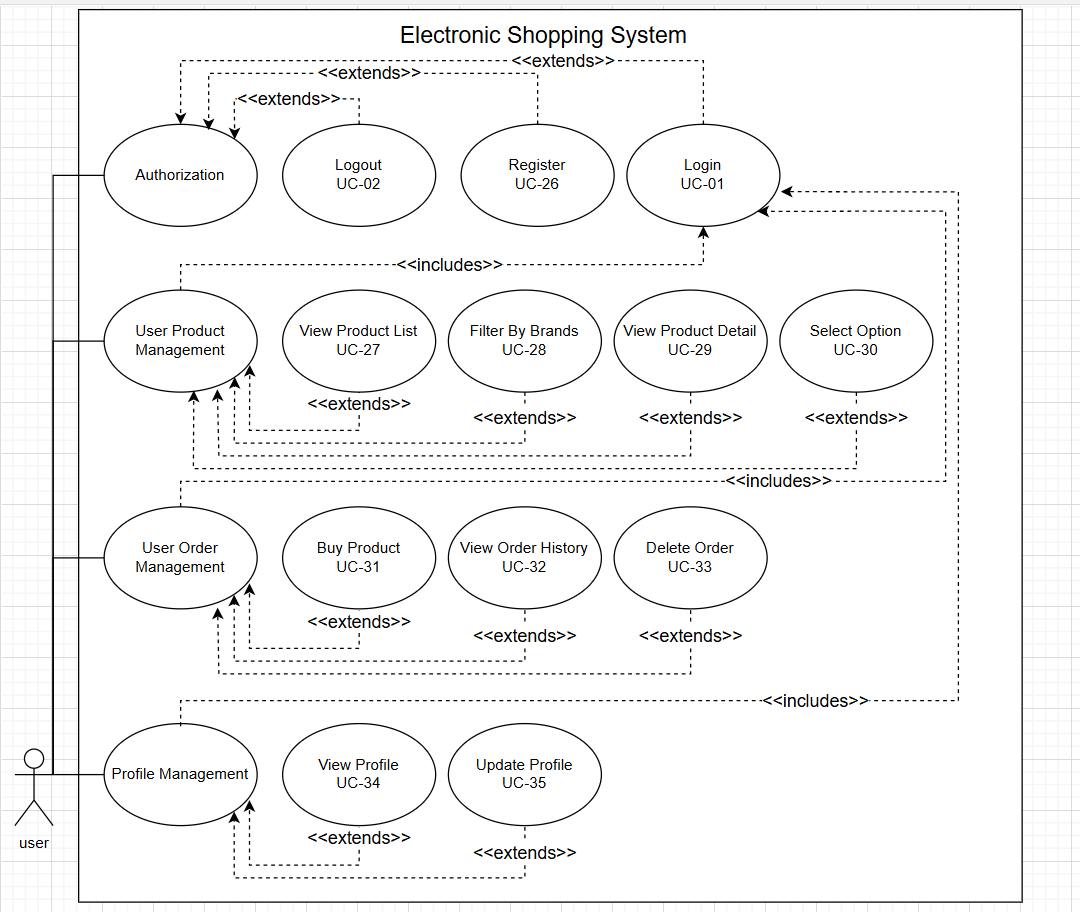 Electronic Shopping System
<<extends>>
<<extends>>
<<extends>>
Authorization
Logout
UC-02
Register
UC-26
Login
UC-01
<<includes>>
User Product
Management
View Product List
UC-27
Filter By Brands
UC-28
View Product Detail
UC-29
Select Option
UC-30
<<extends>>
<<extends>>
<<extends>>
<<extends>>
<<includes>>
User Order
Management
Buy Product
UC-31
View Order History
UC-32
Delete Order
UC-33
<<extends>>
<<extends>>
<<extends>>
<<includes>>
Profile Management
View Profile
UC-34
Update Profile
UC-35
<<extends>>
<<extends>>
user